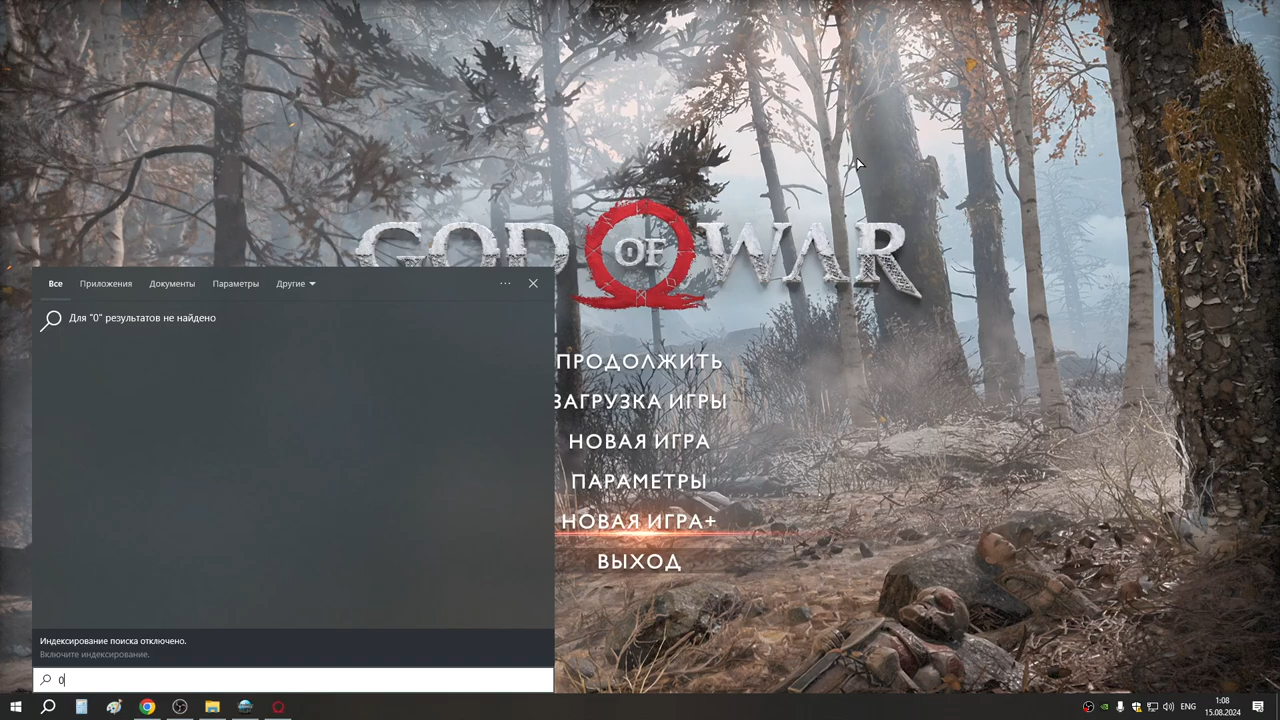 GOD OF WAR
Все Приложения Документы Параметры Другие
Для "0" результатов не найдено
ПРОДОЛЖИТЬ
ЗАГРУЗКА ИГРЫ
НОВАЯ ИГРА
ПАРАМЕТРЫ
НОВАЯ ИГРА+
ВЫХОД
Индексирование поиска отключено.
Включите индексирование.
0
ENG
1:08
15.08.2024